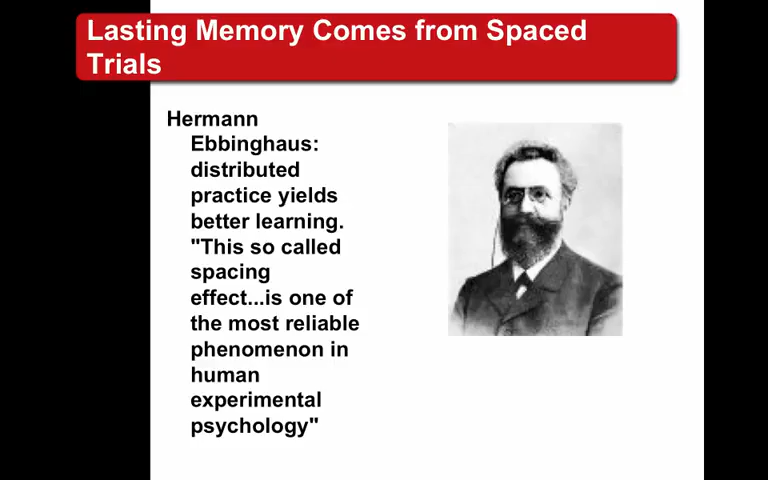 Lasting Memory Comes from Spaced
Trials
Hermann
Ebbinghaus:
distributed
practice yields
better learning.
"This so called
spacing
effect...is one of
the most reliable
phenomenon in
human
experimental
psychology"